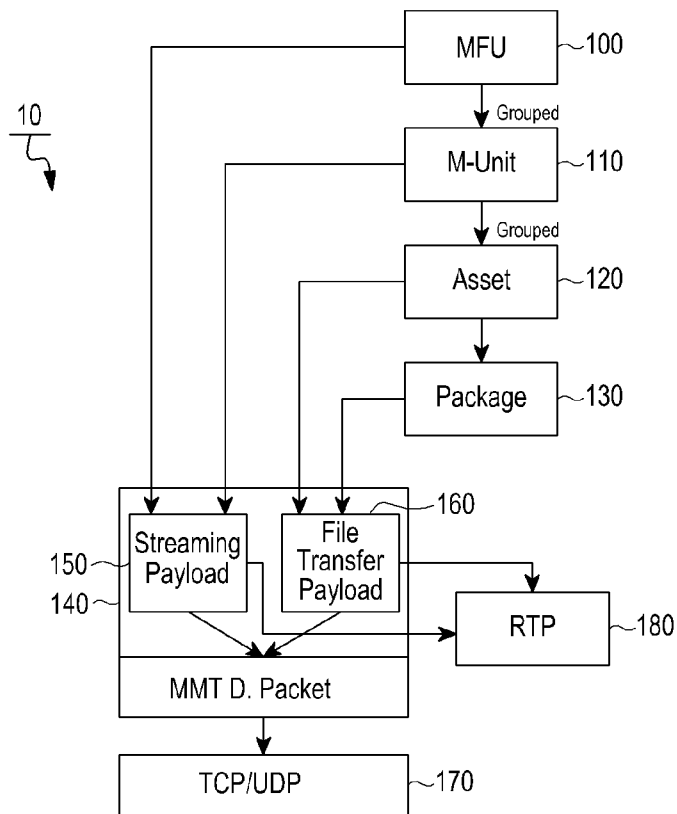 MFU
100
10
Grouped
M-Unit
110
Grouped
Asset
120
Package
130
160
Streaming
Payload
File
Transfer
Payload
150
140
RTP
180
MMT D. Packet
TCP/UDP
170